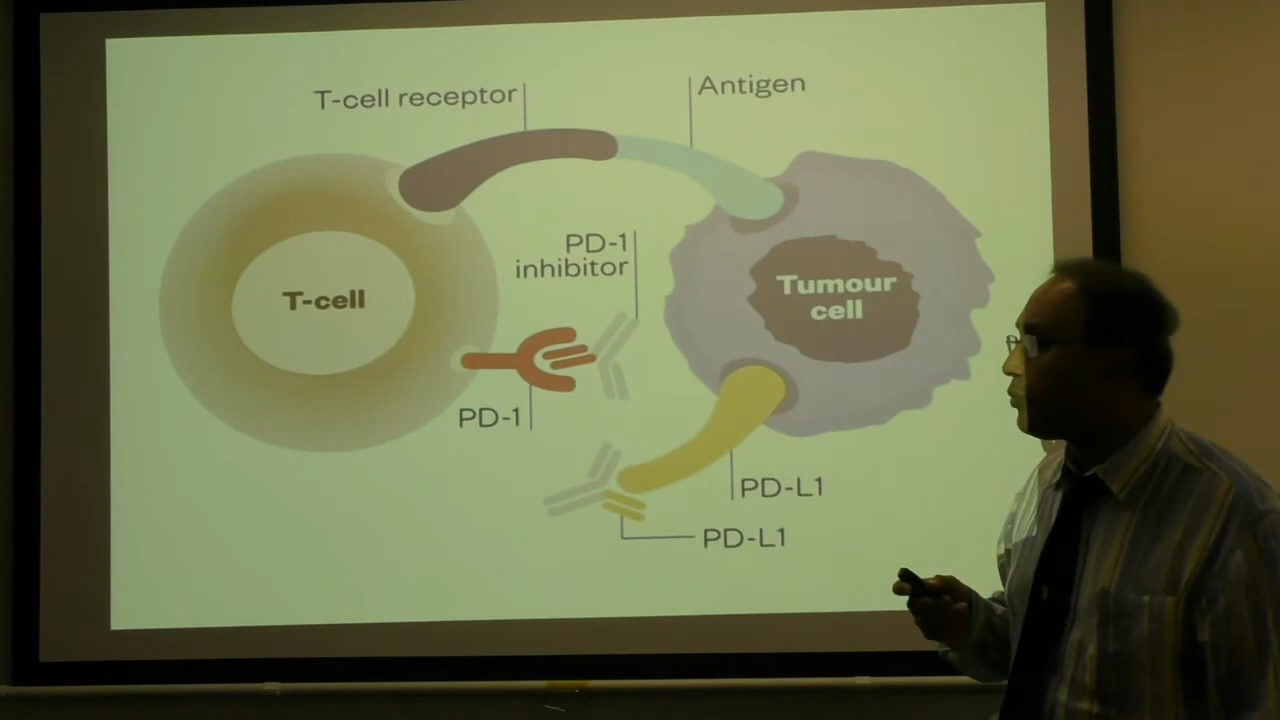 T-cell receptor
Antigen
PD-1
inhibitor
T-cell
Tumour
cell
PD-1
PD-L1
PD-L1